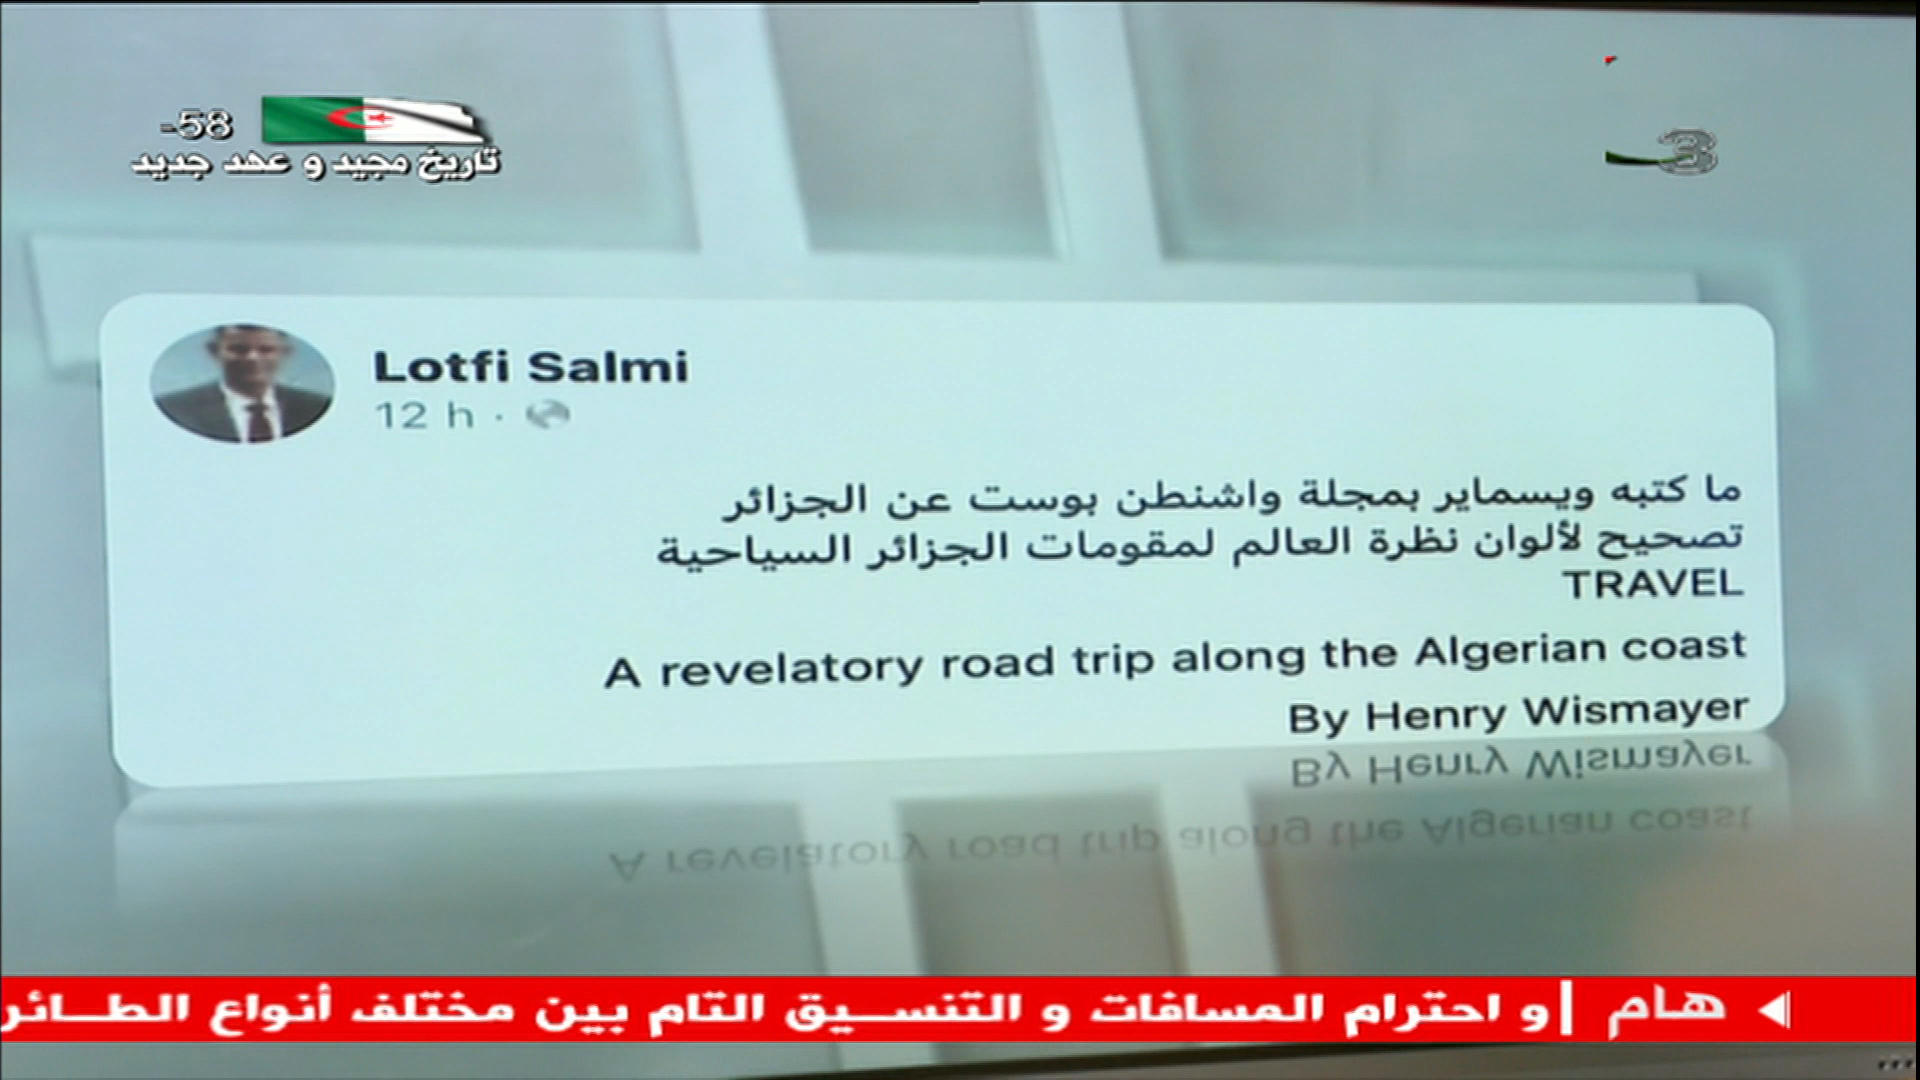 -58
تاريخ مجيد و عهد جديد
3
Lotfi Salmi
12 h ·
ما كتبه ويسماير بمجلة واشنطن بوست عن الجزائر
تصحيح لألوان نظرة العالم لمقومات الجزائر السياحية
TRAVEL
A revelatory road trip along the Algerian coast
By Henry Wismayer
هام | و احترام المسافات و التنسيق التام بين مختلف أنواع